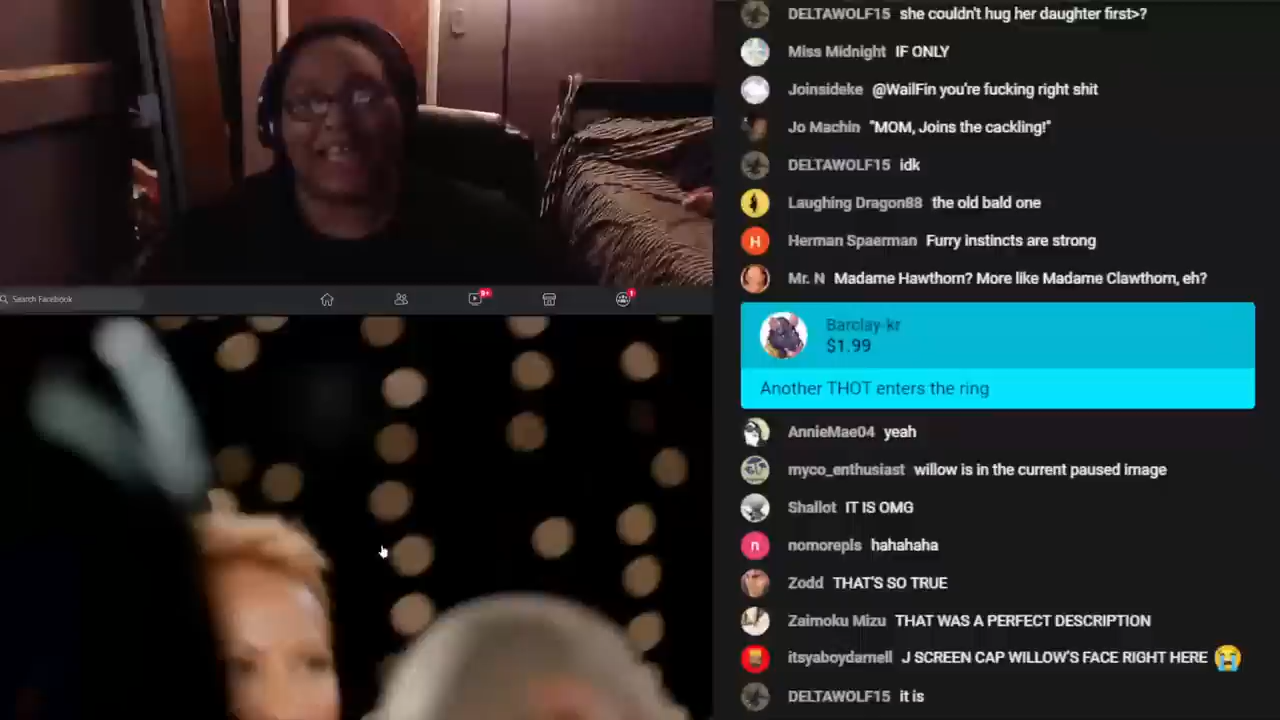 DELTAWOLF15 she couldn't hug her daughter first>?
Miss Midnight IF ONLY
Joinsideke @WailFin you're fucking right shit
Jo Machin "MOM, Joins the cackling!"
DELTAWOLF15 idk
Laughing Dragon88 the old bald one
H Herman Spaerman Furry instincts are strong
Mr. N Madame Hawthorn? More like Madame Clawthorn, eh?
Search Facebook
9+
1
Barclay-kr
$1.99
Another THOT enters the ring
AnnieMae04 yeah
myco_enthusiast willow is in the current paused image
Shallot IT IS OMG
n nomorepls hahahaha
Zodd THAT'S SO TRUE
Zaimoku Mizu THAT WAS A PERFECT DESCRIPTION
itsyaboydarnell J SCREEN CAP WILLOW'S FACE RIGHT HERE 😭
DELTAWOLF15 it is